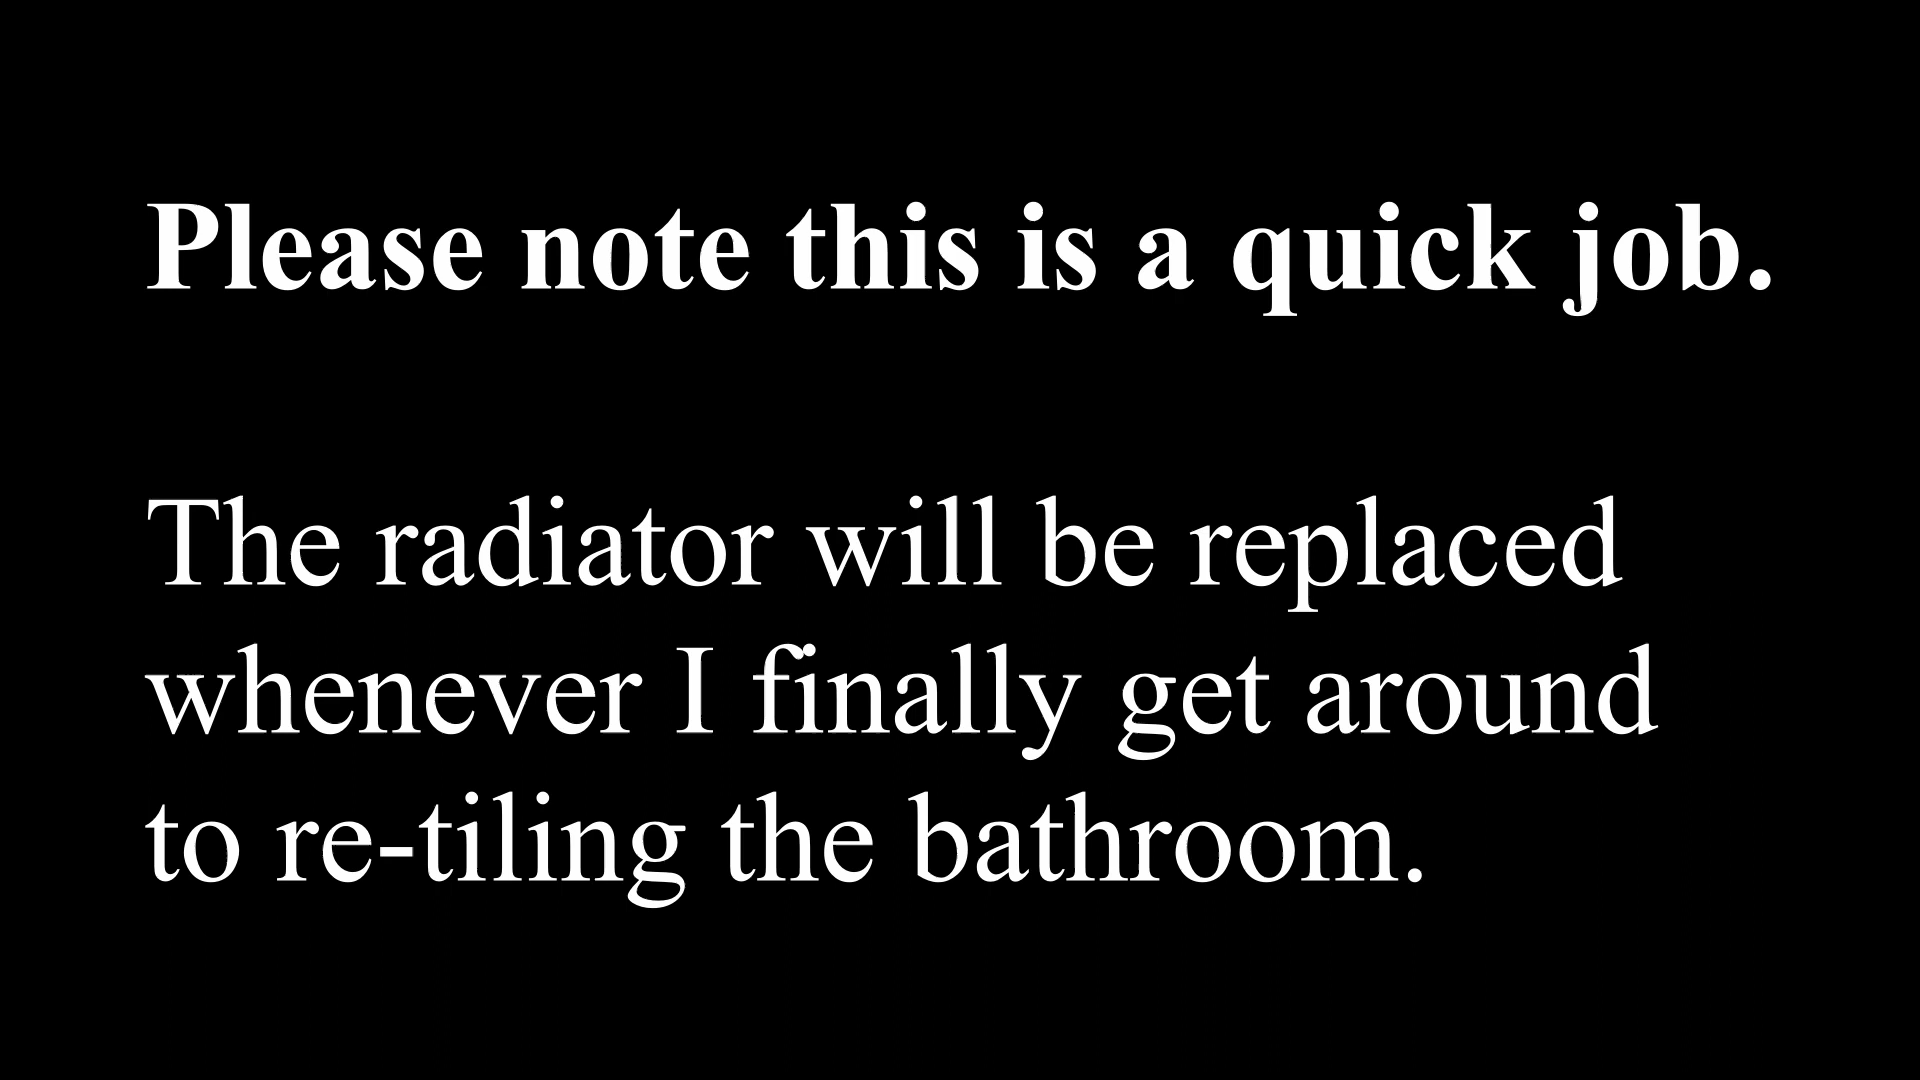 Please note this is a quick job.
The radiator will be replaced
whenever I finally get around
to re-tiling the bathroom.